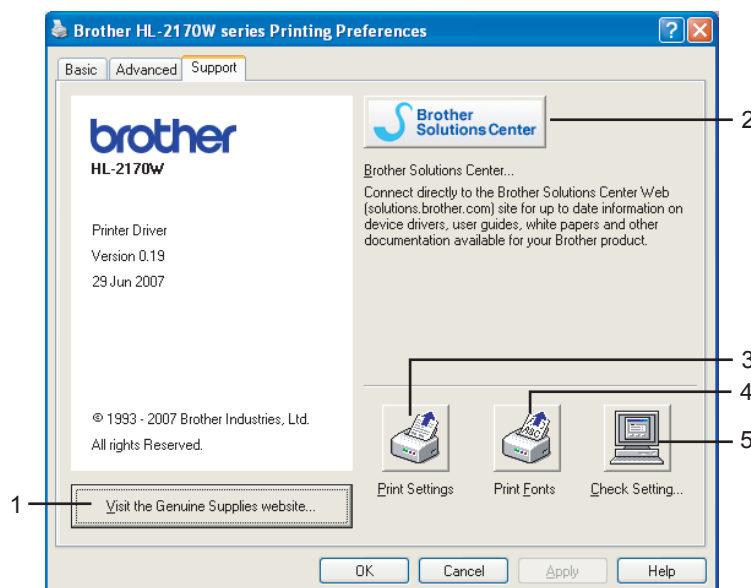 Brother HL-2170W series Printing Preferences
Basic
Advanced
Support
brother
HL-2170W
Printer Driver
Version 0.19
29 Jun 2007
© 1993 - 2007 Brother Industries, Ltd.
All rights Reserved.
1
Visit the Genuine Supplies website...
Brother
Solutions Center
2
Brother Solutions Center...
Connect directly to the Brother Solutions Center Web
(solutions.brother.com) site for up to date information on
device drivers, user guides, white papers and other
documentation available for your Brother product.
3
4
ABC
5
Print Settings
Print Fonts
Check Setting...
OK
Cancel
Apply
Help